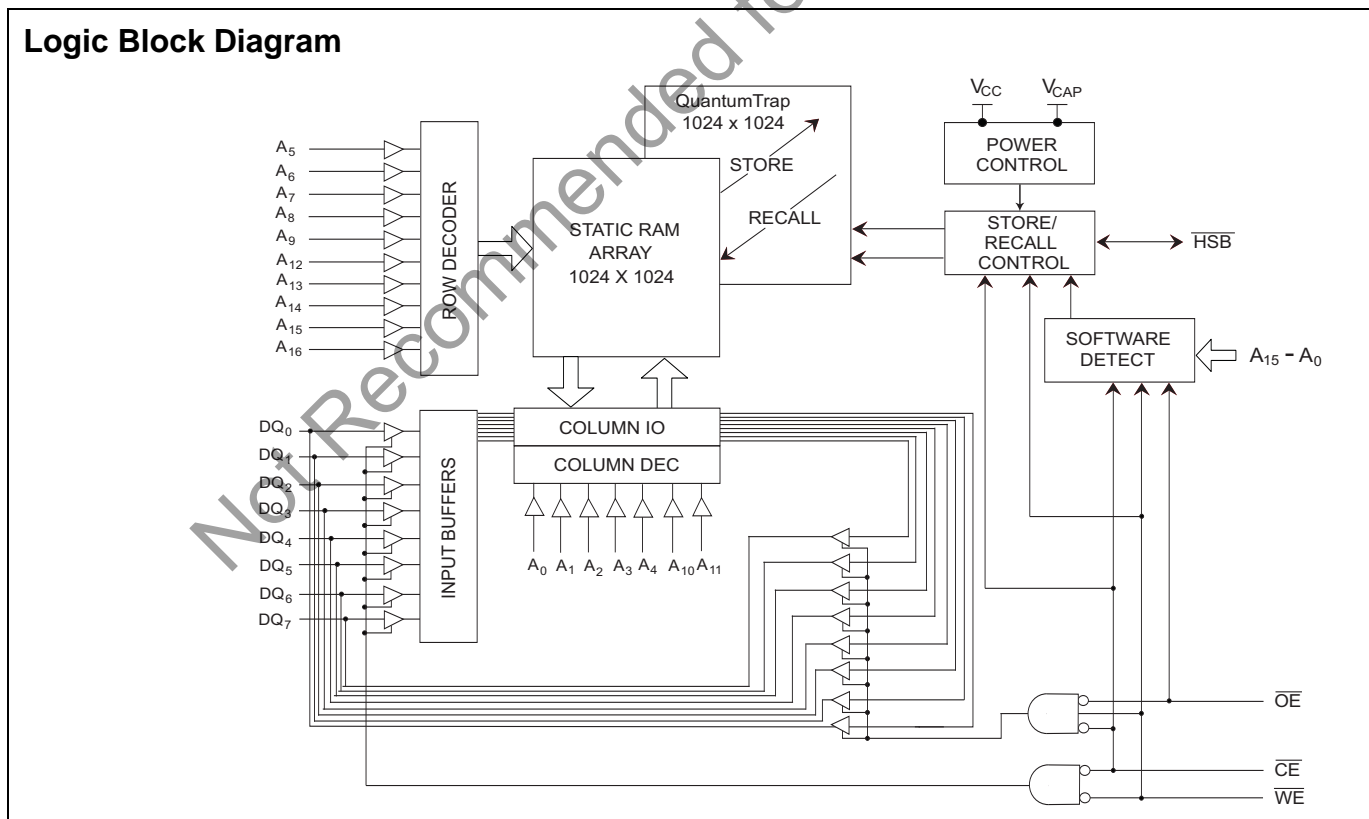 Logic Block Diagram
Not Recommended fo
A5
A6
A7
A8
A9
A12
A13
A14
A15
A16
ROW DECODER
QuantumTrap
1024 x 1024
STORE
RECALL
STATIC RAM
ARRAY
1024 X 1024
VCC
VCAP
POWER
CONTROL
STORE/
RECALL
CONTROL
HSB
SOFTWARE
DETECT
A15 - A0
DQ0
DQ1
DQ2
DQ3
DQ4
DQ5
DQ6
DQ7
INPUT BUFFERS
COLUMN IO
COLUMN DEC
A0 A1 A2 A3 A4 A10 A11
OE
CE
WE